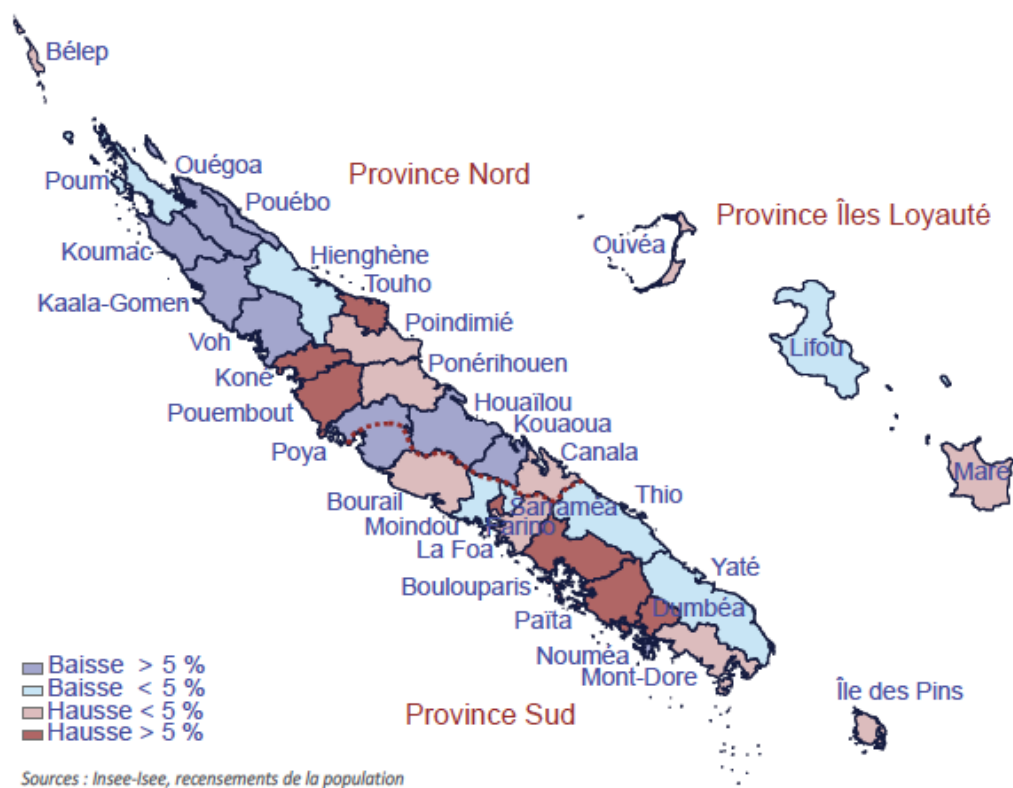 Bélep
Ouégoa
Province Nord
Poum
Pouébo
Province Îles Loyauté
Ouvéa
Koumac
Hienghène
Touho
Kaala-Gomen
Poindimié
Voh
Lifou
Ponérihouen
Koné
Pouembout
Houaïlou
Kouaoua
Poya
Canala
Mare
Bourail
Sarraméa
Thio
Moindou
Farino
La Foa
Yaté
Boulouparis
Dumbéa
Païta
Nouméa
Mont-Dore
Île des Pins
Province Sud
Baisse > 5 %
Baisse < 5 %
Hausse < 5 %
Hausse > 5 %
Sources : Insee-Isee, recensements de la population